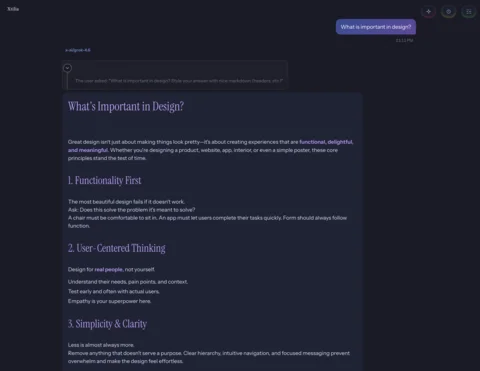 Xrilla
What is important in design?
What's Important in Design?
Great design isn't just about making things look pretty—it's about creating experiences that are functional, delightful,
and meaningful. Whether you're designing a product, website, app, interior, or even a simple poster, these core
principles stand the test of time.
1. Functionality First
The most beautiful design fails if it doesn't work.
Ask: Does this solve the problem it's meant to solve?
A chair must be comfortable to sit in. An app must let users complete their tasks quickly. Form should always follow
function.
2. User-Centered Thinking
Design for real people, not yourself.
Understand their needs, pain points, and context.
Test early and often with actual users.
Empathy is your superpower here.
3. Simplicity & Clarity
Less is almost always more.
Remove anything that doesn't serve a purpose. Clear hierarchy, intuitive navigation, and focused messaging prevent
overwhelm and make the design feel effortless.